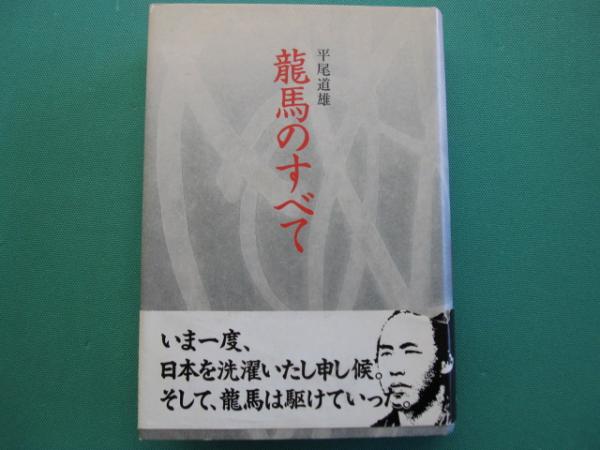 平尾道雄
龍馬のすべて
いま一度、
日本を洗濯いたし申し候。
そして、龍馬は駆けていった。